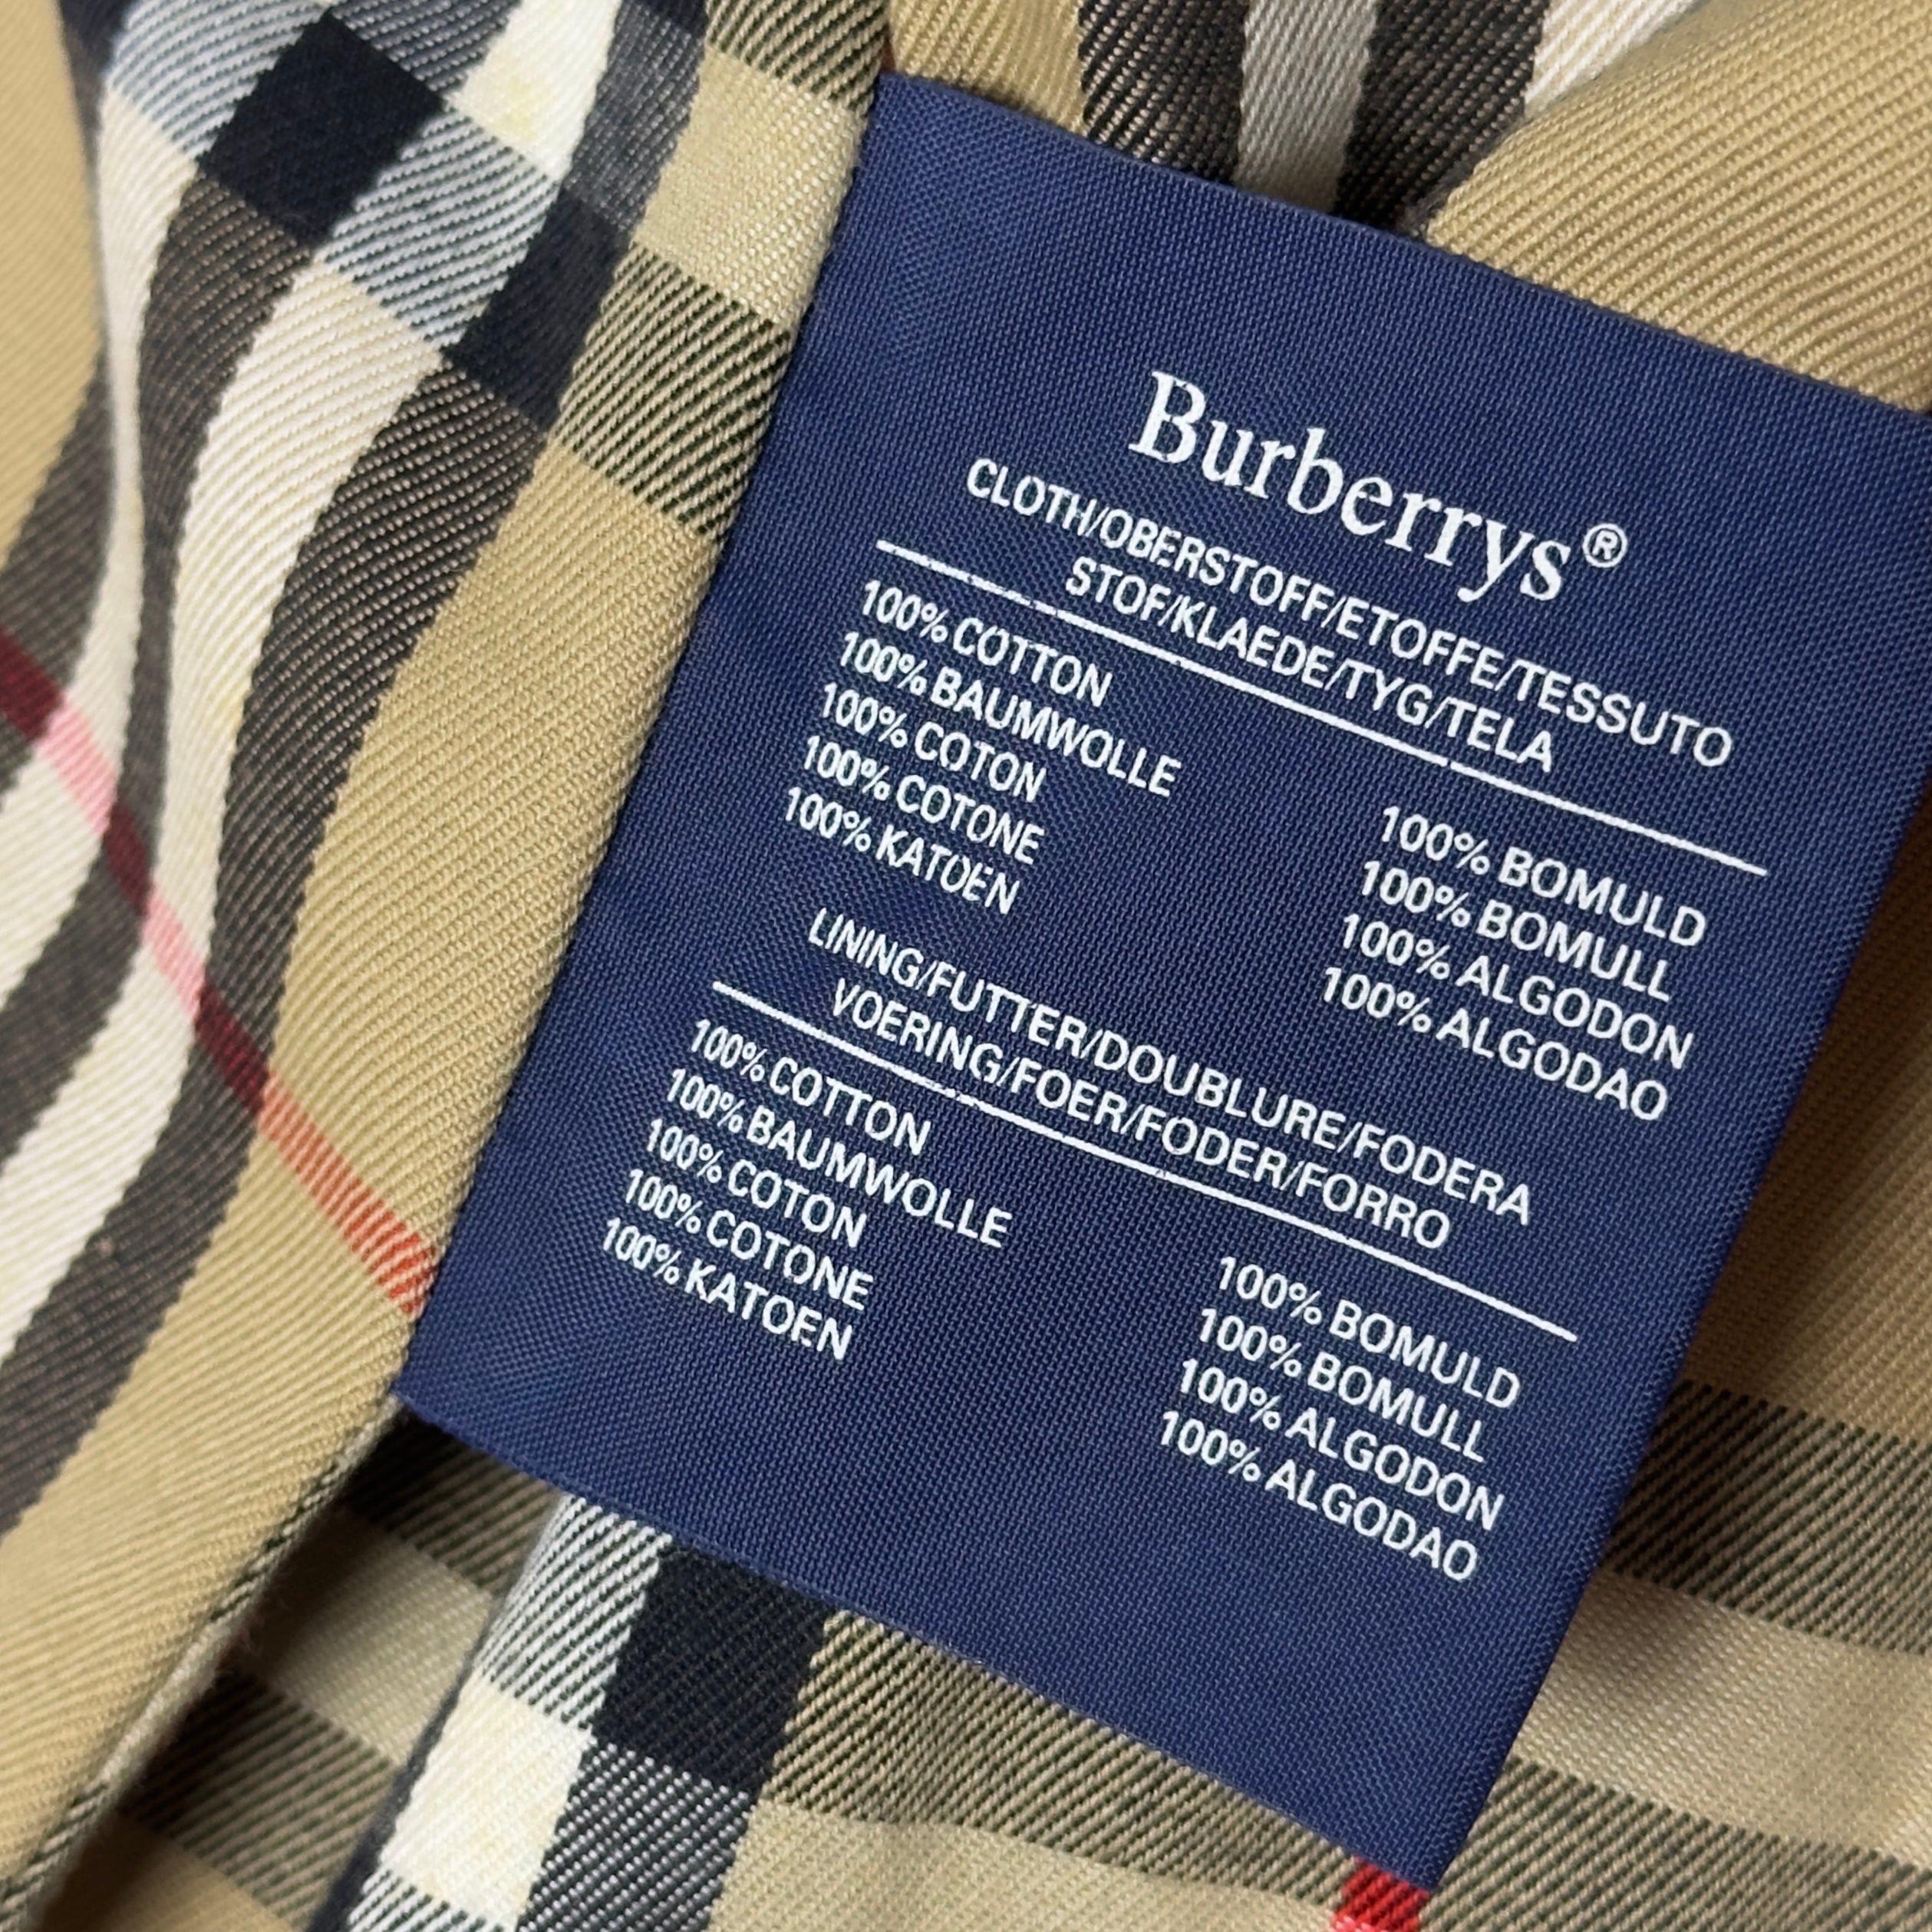 Burberrys®
CLOTH/OBERSTOFF/ETOFFE/TESSUTO
STOF/KLAEDE/TYG/TELA
100% COTTON
100% BAUMWOLLE
100% COTON
100% COTONE
100% KATOEN
100% BOMULD
100% BOMULL
100% ALGODON
100% ALGODAO
LINING/FUTTER/DOUBLURE/FODERA
VOERING/FOER/FODER/FORRO
100% COTTON
100% BAUMWOLLE
100% COTON
100% COTONE
100% KATOEN
100% BOMULD
100% BOMULL
100% ALGODON
100% ALGODAO